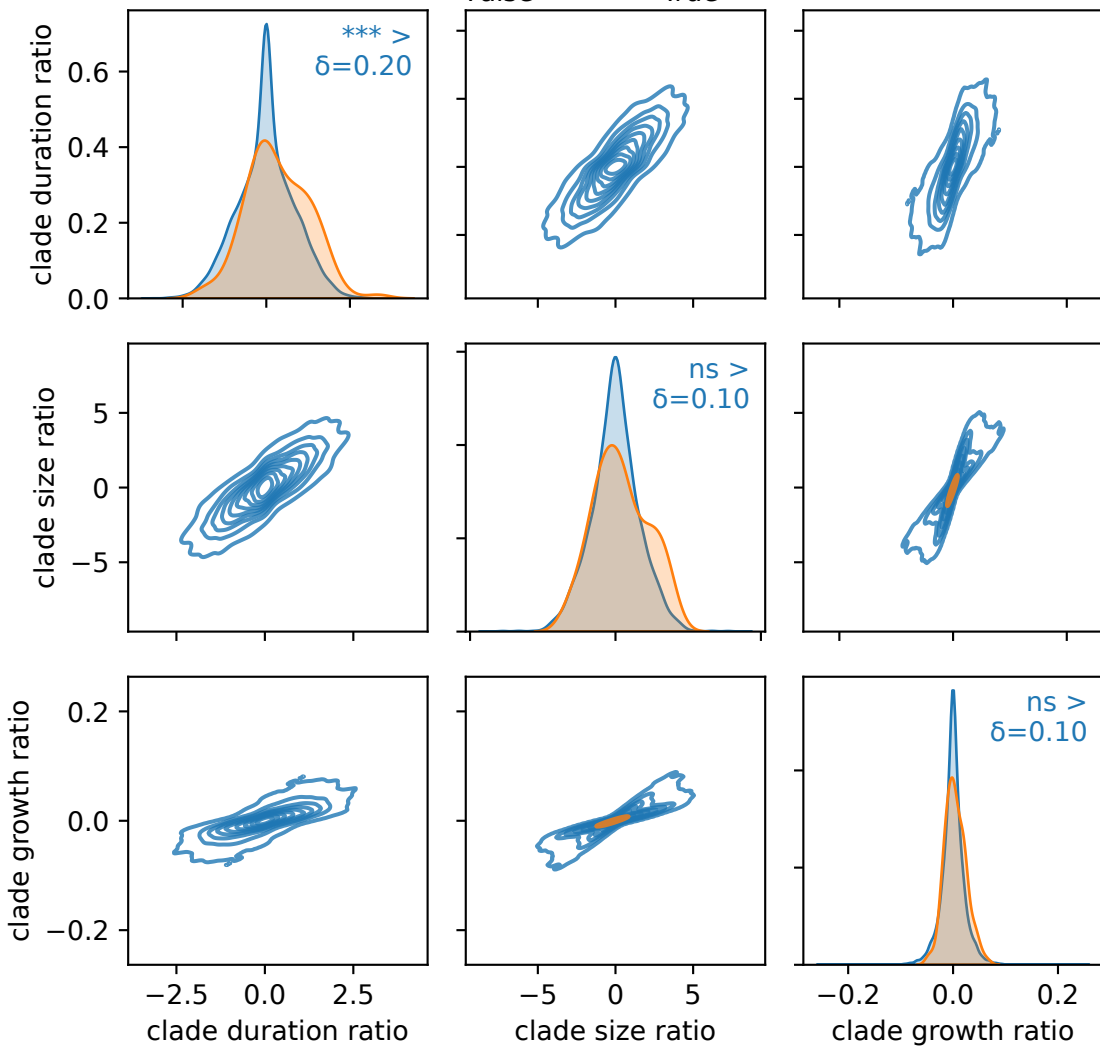 clade duration ratio
0.6
0.4
0.2
0.0
*** >
δ=0.20
clade size ratio
5
0
−5
ns >
δ=0.10
clade growth ratio
0.2
0.0
−0.2
ns >
δ=0.10
−2.5 0.0 2.5
clade duration ratio
−5 0 5
clade size ratio
−0.2 0.0 0.2
clade growth ratio